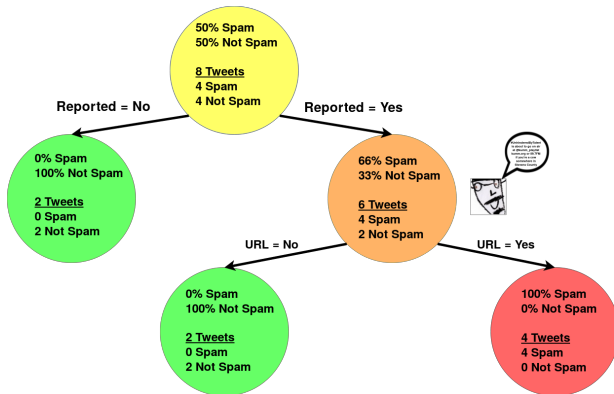 50% Spam
50% Not Spam
8 Tweets
4 Spam
4 Not Spam
Reported = No
Reported = Yes
0% Spam
100% Not Spam
2 Tweets
0 Spam
2 Not Spam
66% Spam
33% Not Spam
6 Tweets
4 Spam
2 Not Spam
URL = No
URL = Yes
0% Spam
100% Not Spam
2 Tweets
0 Spam
2 Not Spam
100% Spam
0% Not Spam
4 Tweets
4 Spam
0 Not Spam